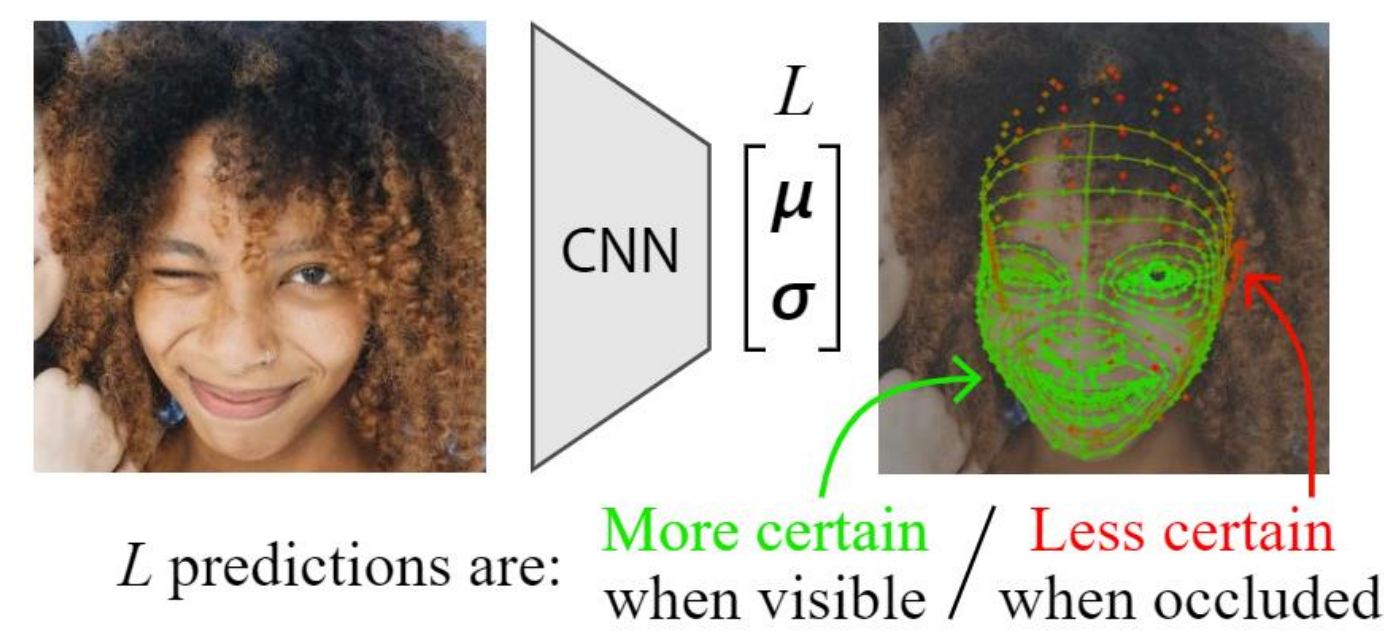 CNN
L
μ
σ
L predictions are:
More certain / Less certain
when visible / when occluded